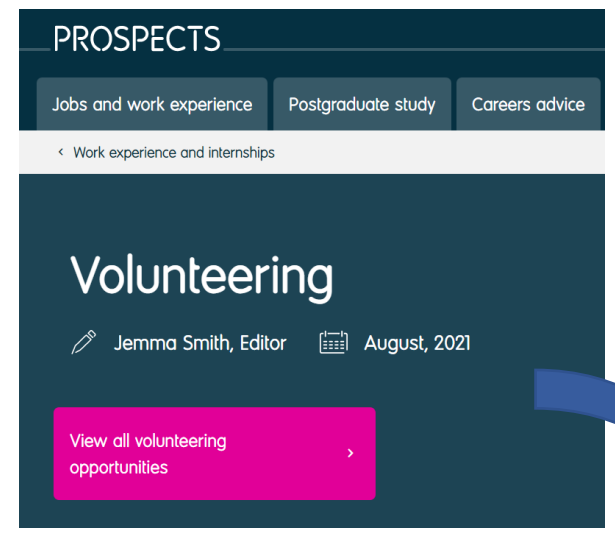 PROSPECTS
Jobs and work experience Postgraduate study Careers advice
< Work experience and internships
Volunteering
Jemma Smith, Editor August, 2021
View all volunteering
opportunities >